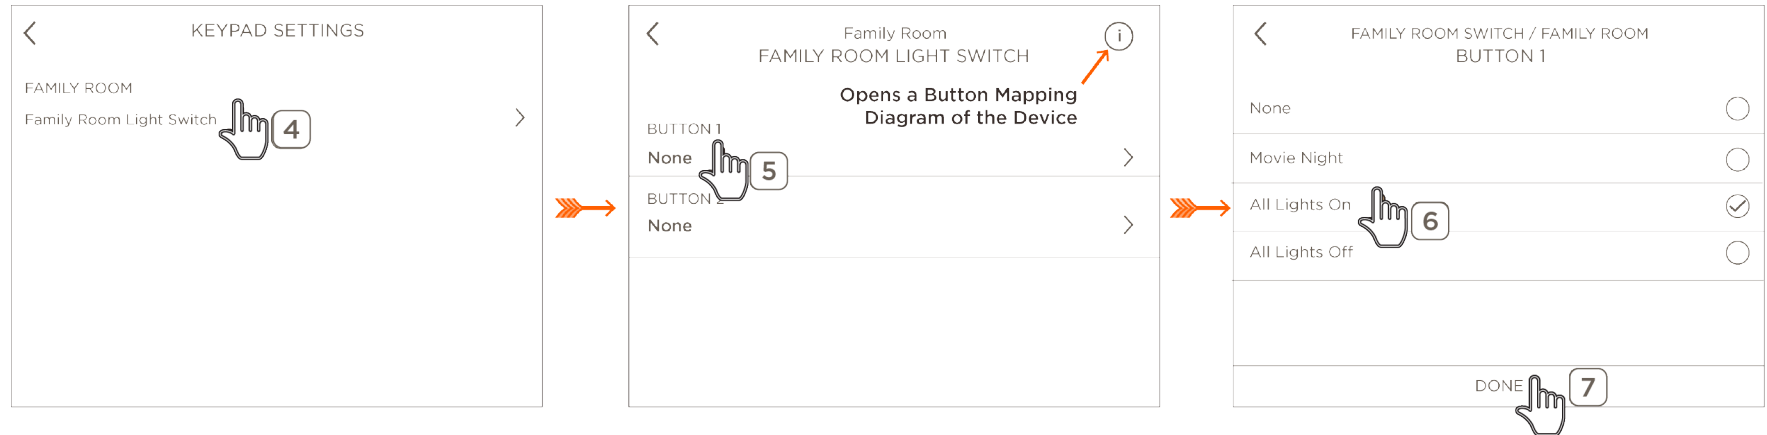 KEYPAD SETTINGS
FAMILY ROOM
Family Room Light Switch
4
Family Room
i
FAMILY ROOM LIGHT SWITCH
Opens a Button Mapping
Diagram of the Device
BUTTON 1
None
5
BUTTON 2
None
FAMILY ROOM SWITCH / FAMILY ROOM
BUTTON 1
None
Movie Night
All Lights On
6
All Lights Off
DONE
7